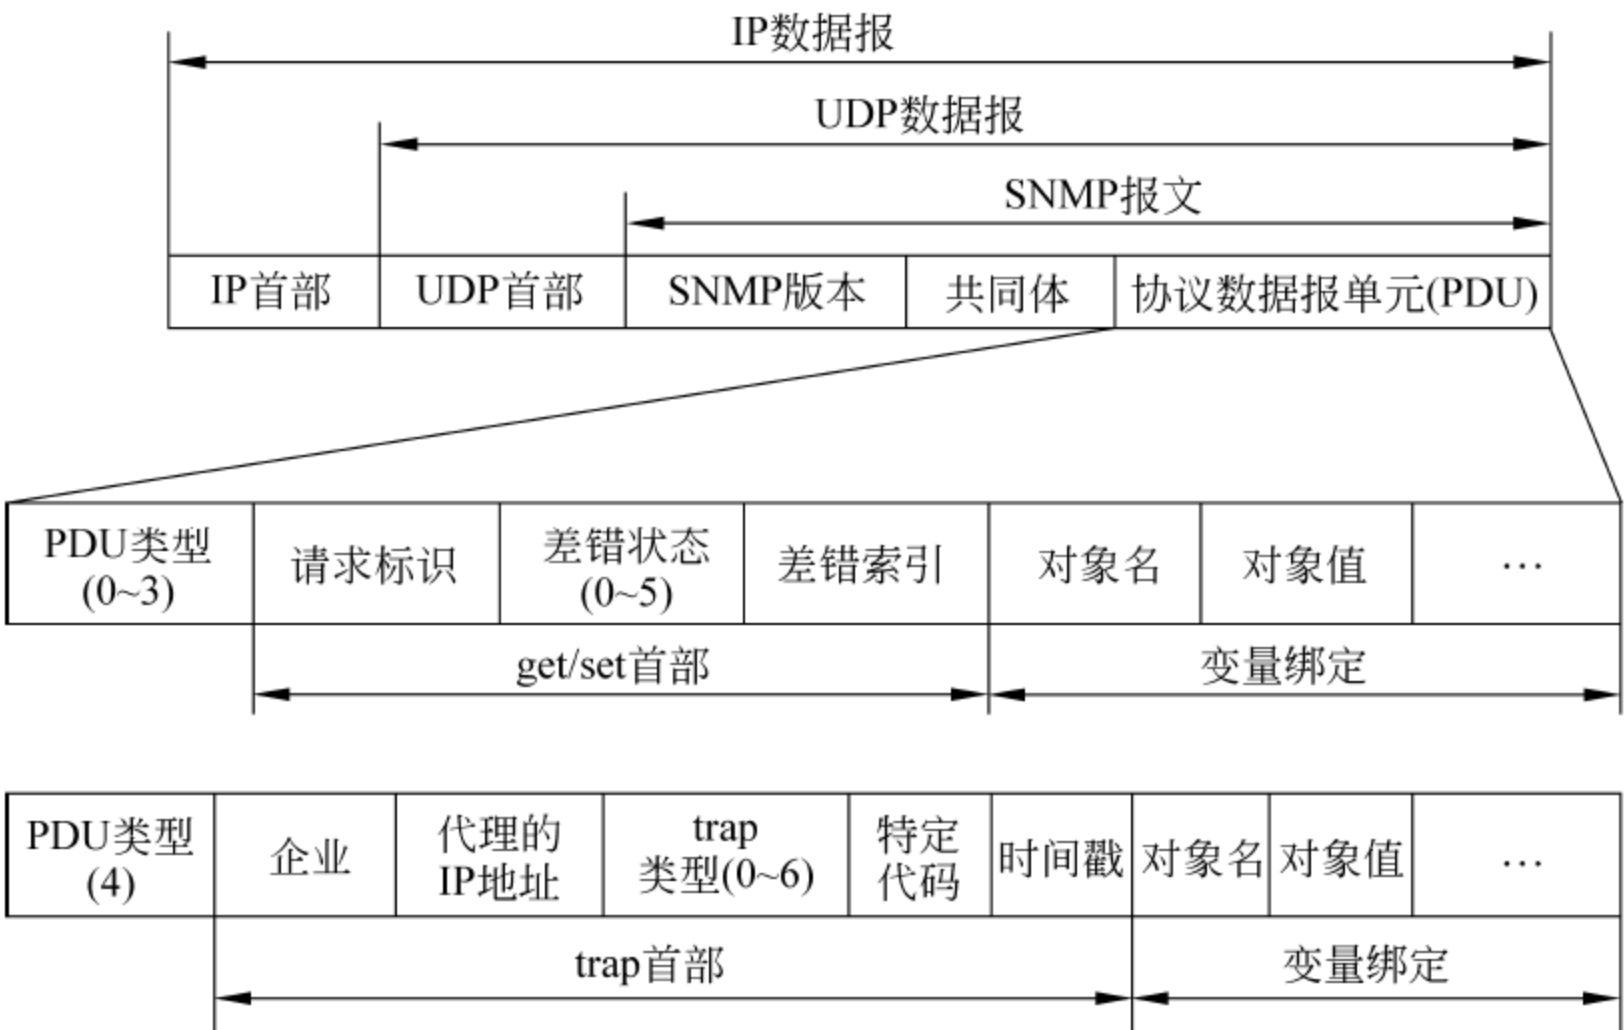 IP数据报
UDP数据报
SNMP报文
IP首部 UDP首部 SNMP版本 共同体 协议数据报单元(PDU)
PDU类型
(0~3)
请求标识
差错状态
(0~5)
差错索引
对象名
对象值
…
get/set首部
变量绑定
PDU类型
(4)
企业
代理的
IP地址
trap
类型(0~6)
特定
代码
时间戳
对象名
对象值
…
trap首部
变量绑定